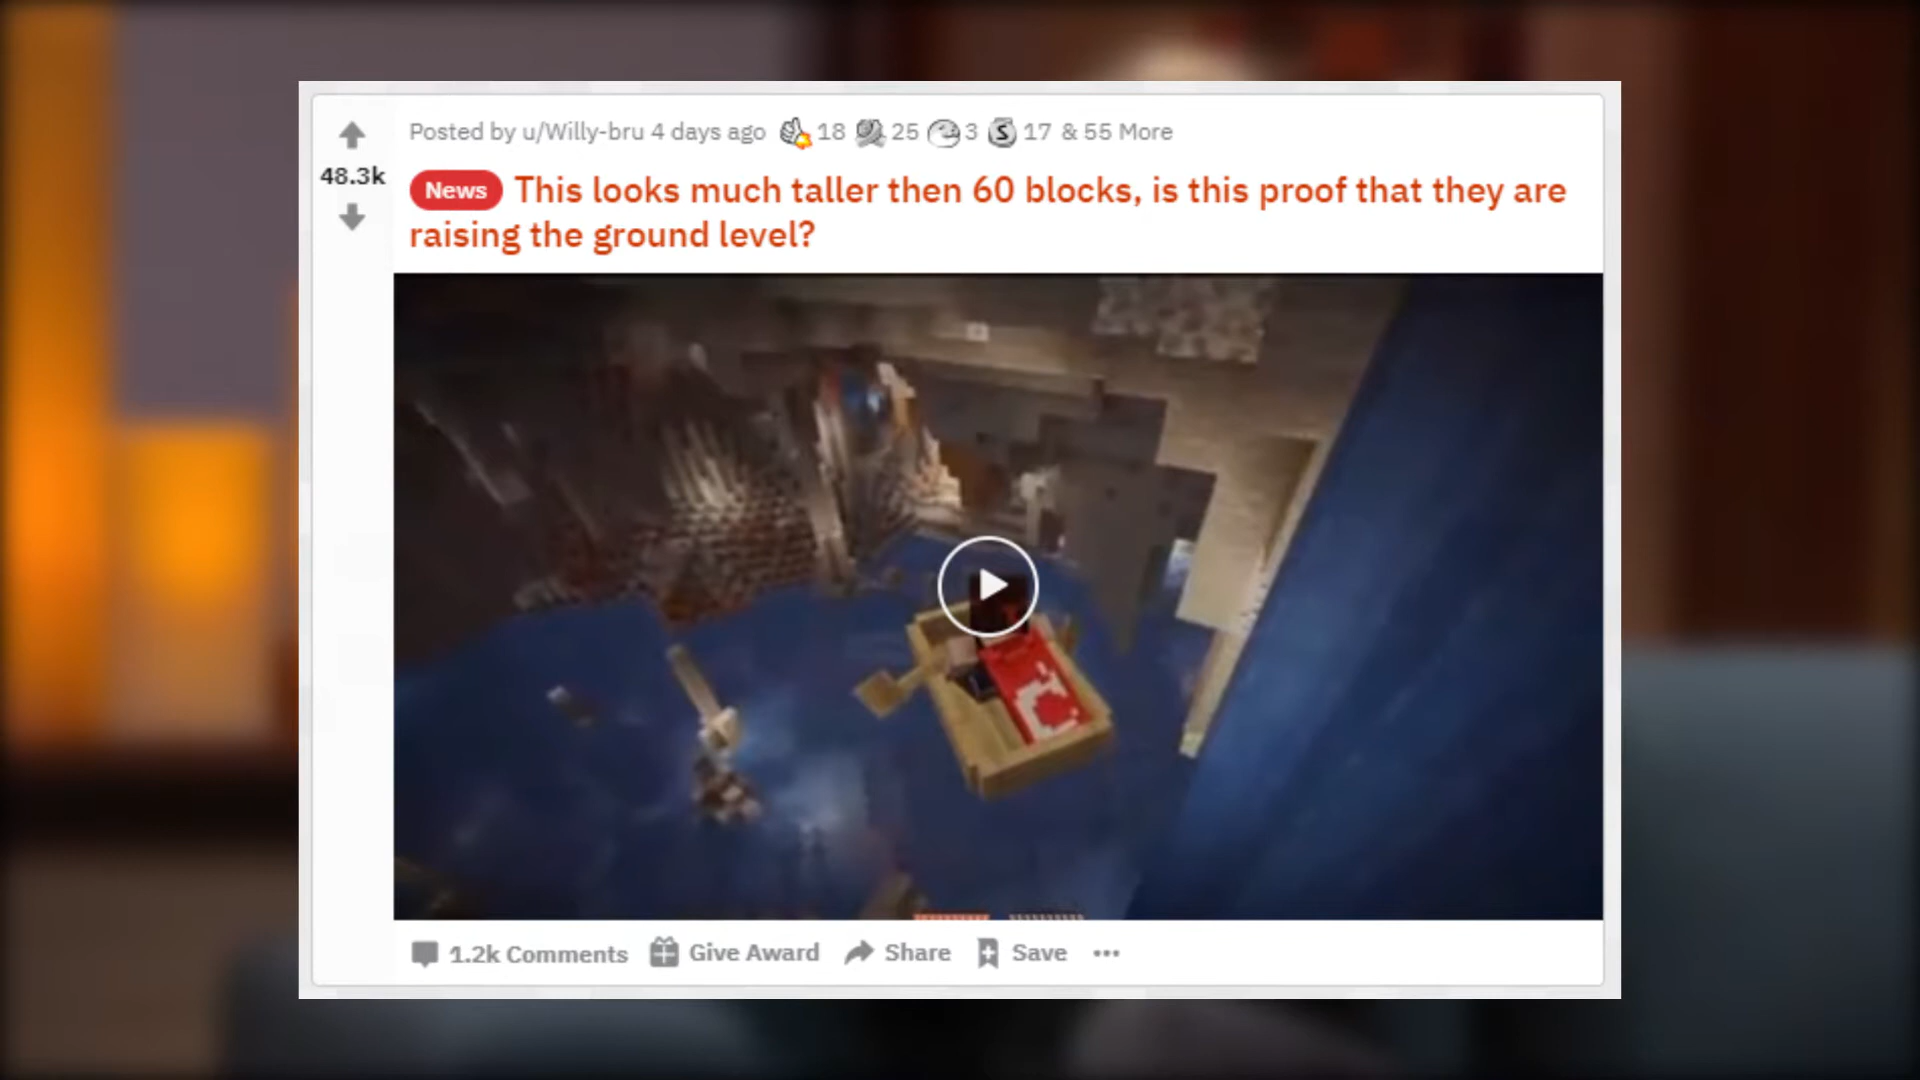 Posted by u/Willy-bru 4 days ago 18 25 3 S 17 & 55 More
48.3k
News This looks much taller then 60 blocks, is this proof that they are
raising the ground level?
1.2k Comments Give Award Share Save ...